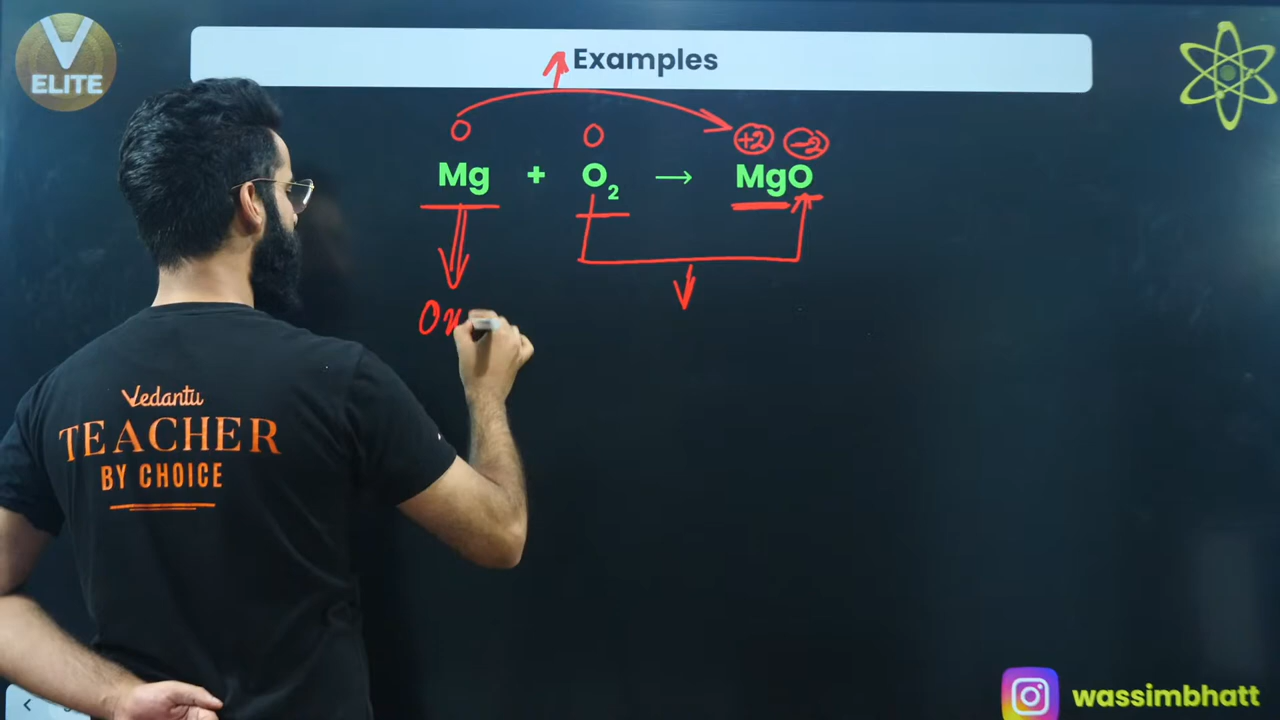 V
ELITE
Examples
0 0 +2 -2
Mg + O₂ → MgO
Ox
Vedantu
TEACHER
BY CHOICE
wassimbhatt